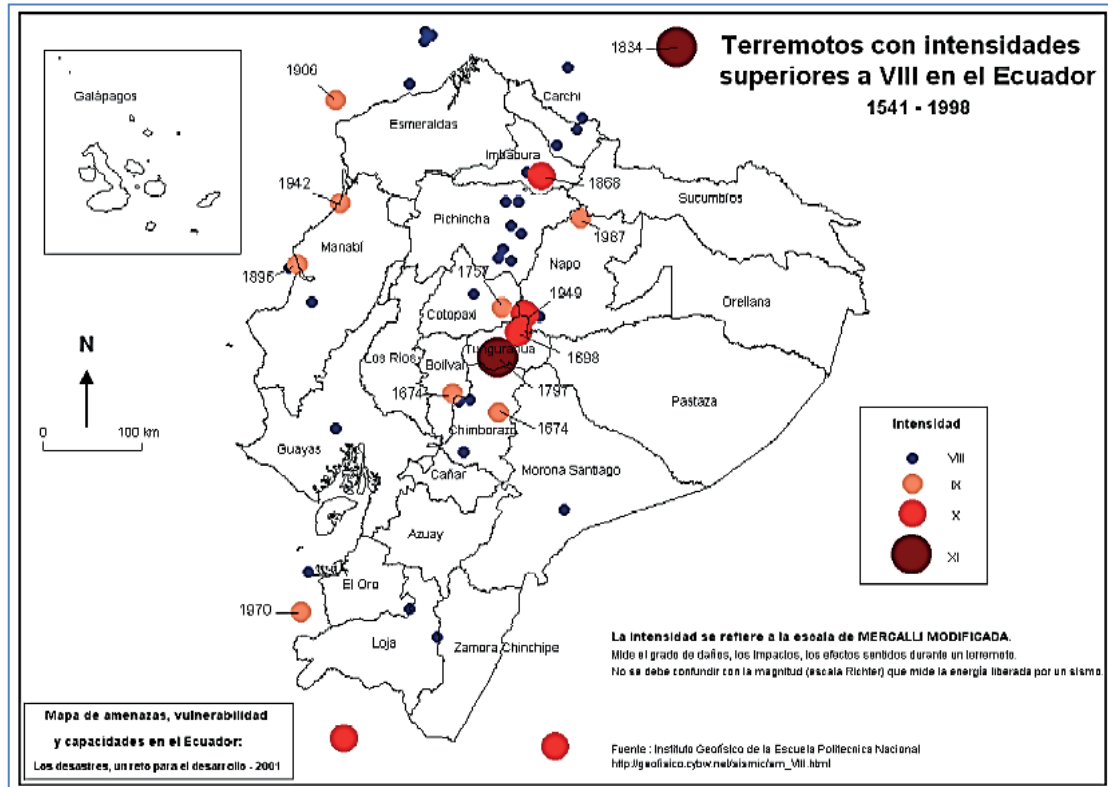 Terremotos con intensidades
superiores a VIII en el Ecuador
1541 - 1998
Galápagos
1834
1906
Carchi
Esmeraldas
Imbabura
1868
1942
Sucumbíos
Pichincha
1987
Manabí
1895
Napo
1757
1949
Orellana
Cotopaxi
Los Ríos
Tungurahua
1698
Bolívar
N
1674
1797
Pastaza
1674
Chimborazo
0 100 km
Guayas
Morona Santiago
Cañar
Azuay
El Oro
1970
Loja
Zamora Chinchipe
Intensidad
VIII
IX
X
XI
La Intensidad se refiere a la escala de MERCALLI MODIFICADA.
Mide el grado de daños, los impactos, los efectos sentidos durante un terremoto.
No se debe confundir con la magnitud (escala Richter) que mide la energía liberada por un sismo.
Mapa de amenazas, vulnerabilidad
y capacidades en el Ecuador:
Los desastres, un reto para el desarrollo - 2001
Fuente : Instituto Geofísico de la Escuela Politecnica Nacional